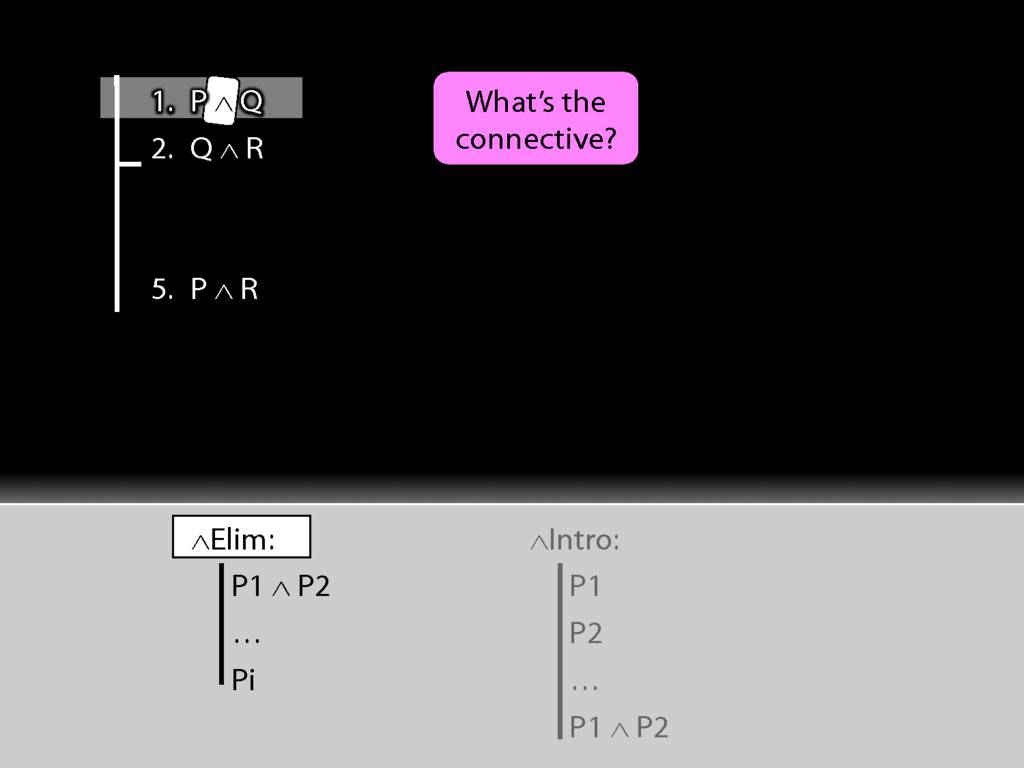 1. P ∧ Q
2. Q ∧ R
5. P ∧ R
What’s the
connective?
∧Elim:
P1 ∧ P2
…
Pi
∧Intro:
P1
P2
…
P1 ∧ P2